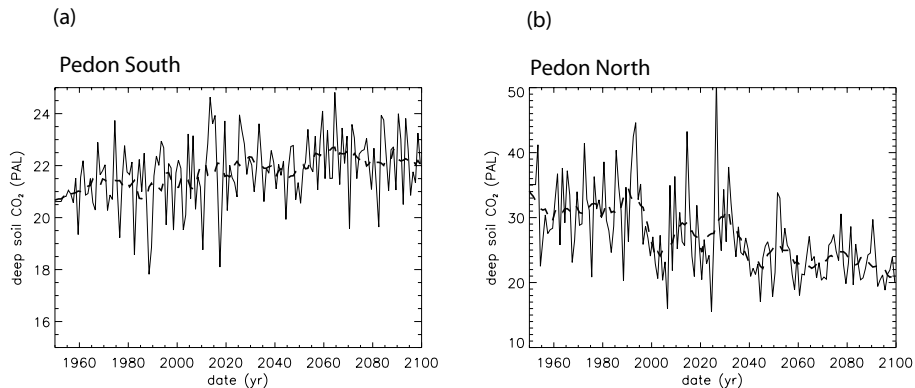 (a)
Pedon South
deep soil CO₂ (PAL)
24
22
20
18
16
1960 1980 2000 2020 2040 2060 2080 2100
date (yr)
(b)
Pedon North
deep soil CO₂ (PAL)
50
40
30
20
10
1960 1980 2000 2020 2040 2060 2080 2100
date (yr)